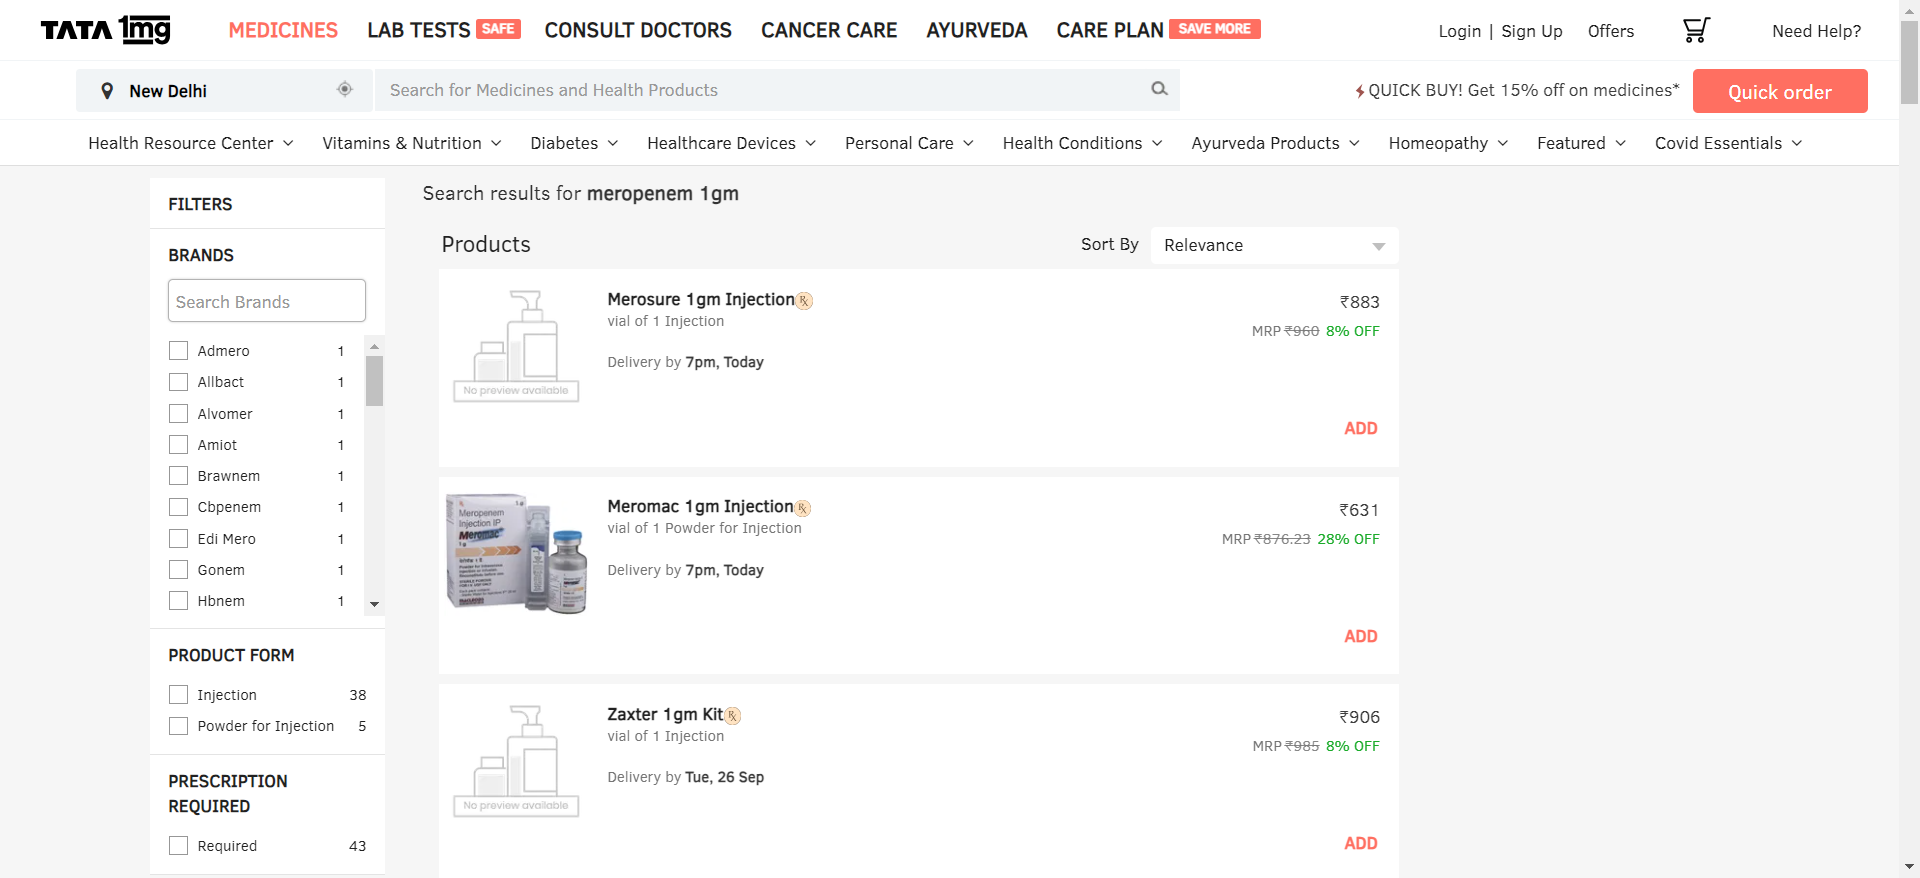 TATA 1mg
MEDICINES LAB TESTS SAFE CONSULT DOCTORS CANCER CARE AYURVEDA CARE PLAN SAVE MORE Login | Sign Up Offers Need Help?
New Delhi Search for Medicines and Health Products QUICK BUY! Get 15% off on medicines* Quick order
Health Resource Center Vitamins & Nutrition Diabetes Healthcare Devices Personal Care Health Conditions Ayurveda Products Homeopathy Featured Covid Essentials
FILTERS
BRANDS
Search Brands
Admero 1
Allbact 1
Alvomer 1
Amiot 1
Brawnem 1
Cbpenem 1
Edi Mero 1
Gonem 1
Hbnem 1
PRODUCT FORM
Injection 38
Powder for Injection 5
PRESCRIPTION
REQUIRED
Required 43
Search results for meropenem 1gm
Products Sort By Relevance
Merosure 1gm Injection Rx ₹883
vial of 1 Injection
MRP ₹960 8% OFF
Delivery by 7pm, Today
No preview available
ADD
Meropenem
Injection IP
Meromac
Meromac 1gm Injection Rx ₹631
vial of 1 Powder for Injection
MRP ₹876.23 28% OFF
Delivery by 7pm, Today
ADD
Zaxter 1gm Kit Rx ₹906
vial of 1 Injection
MRP ₹985 8% OFF
Delivery by Tue, 26 Sep
No preview available
ADD